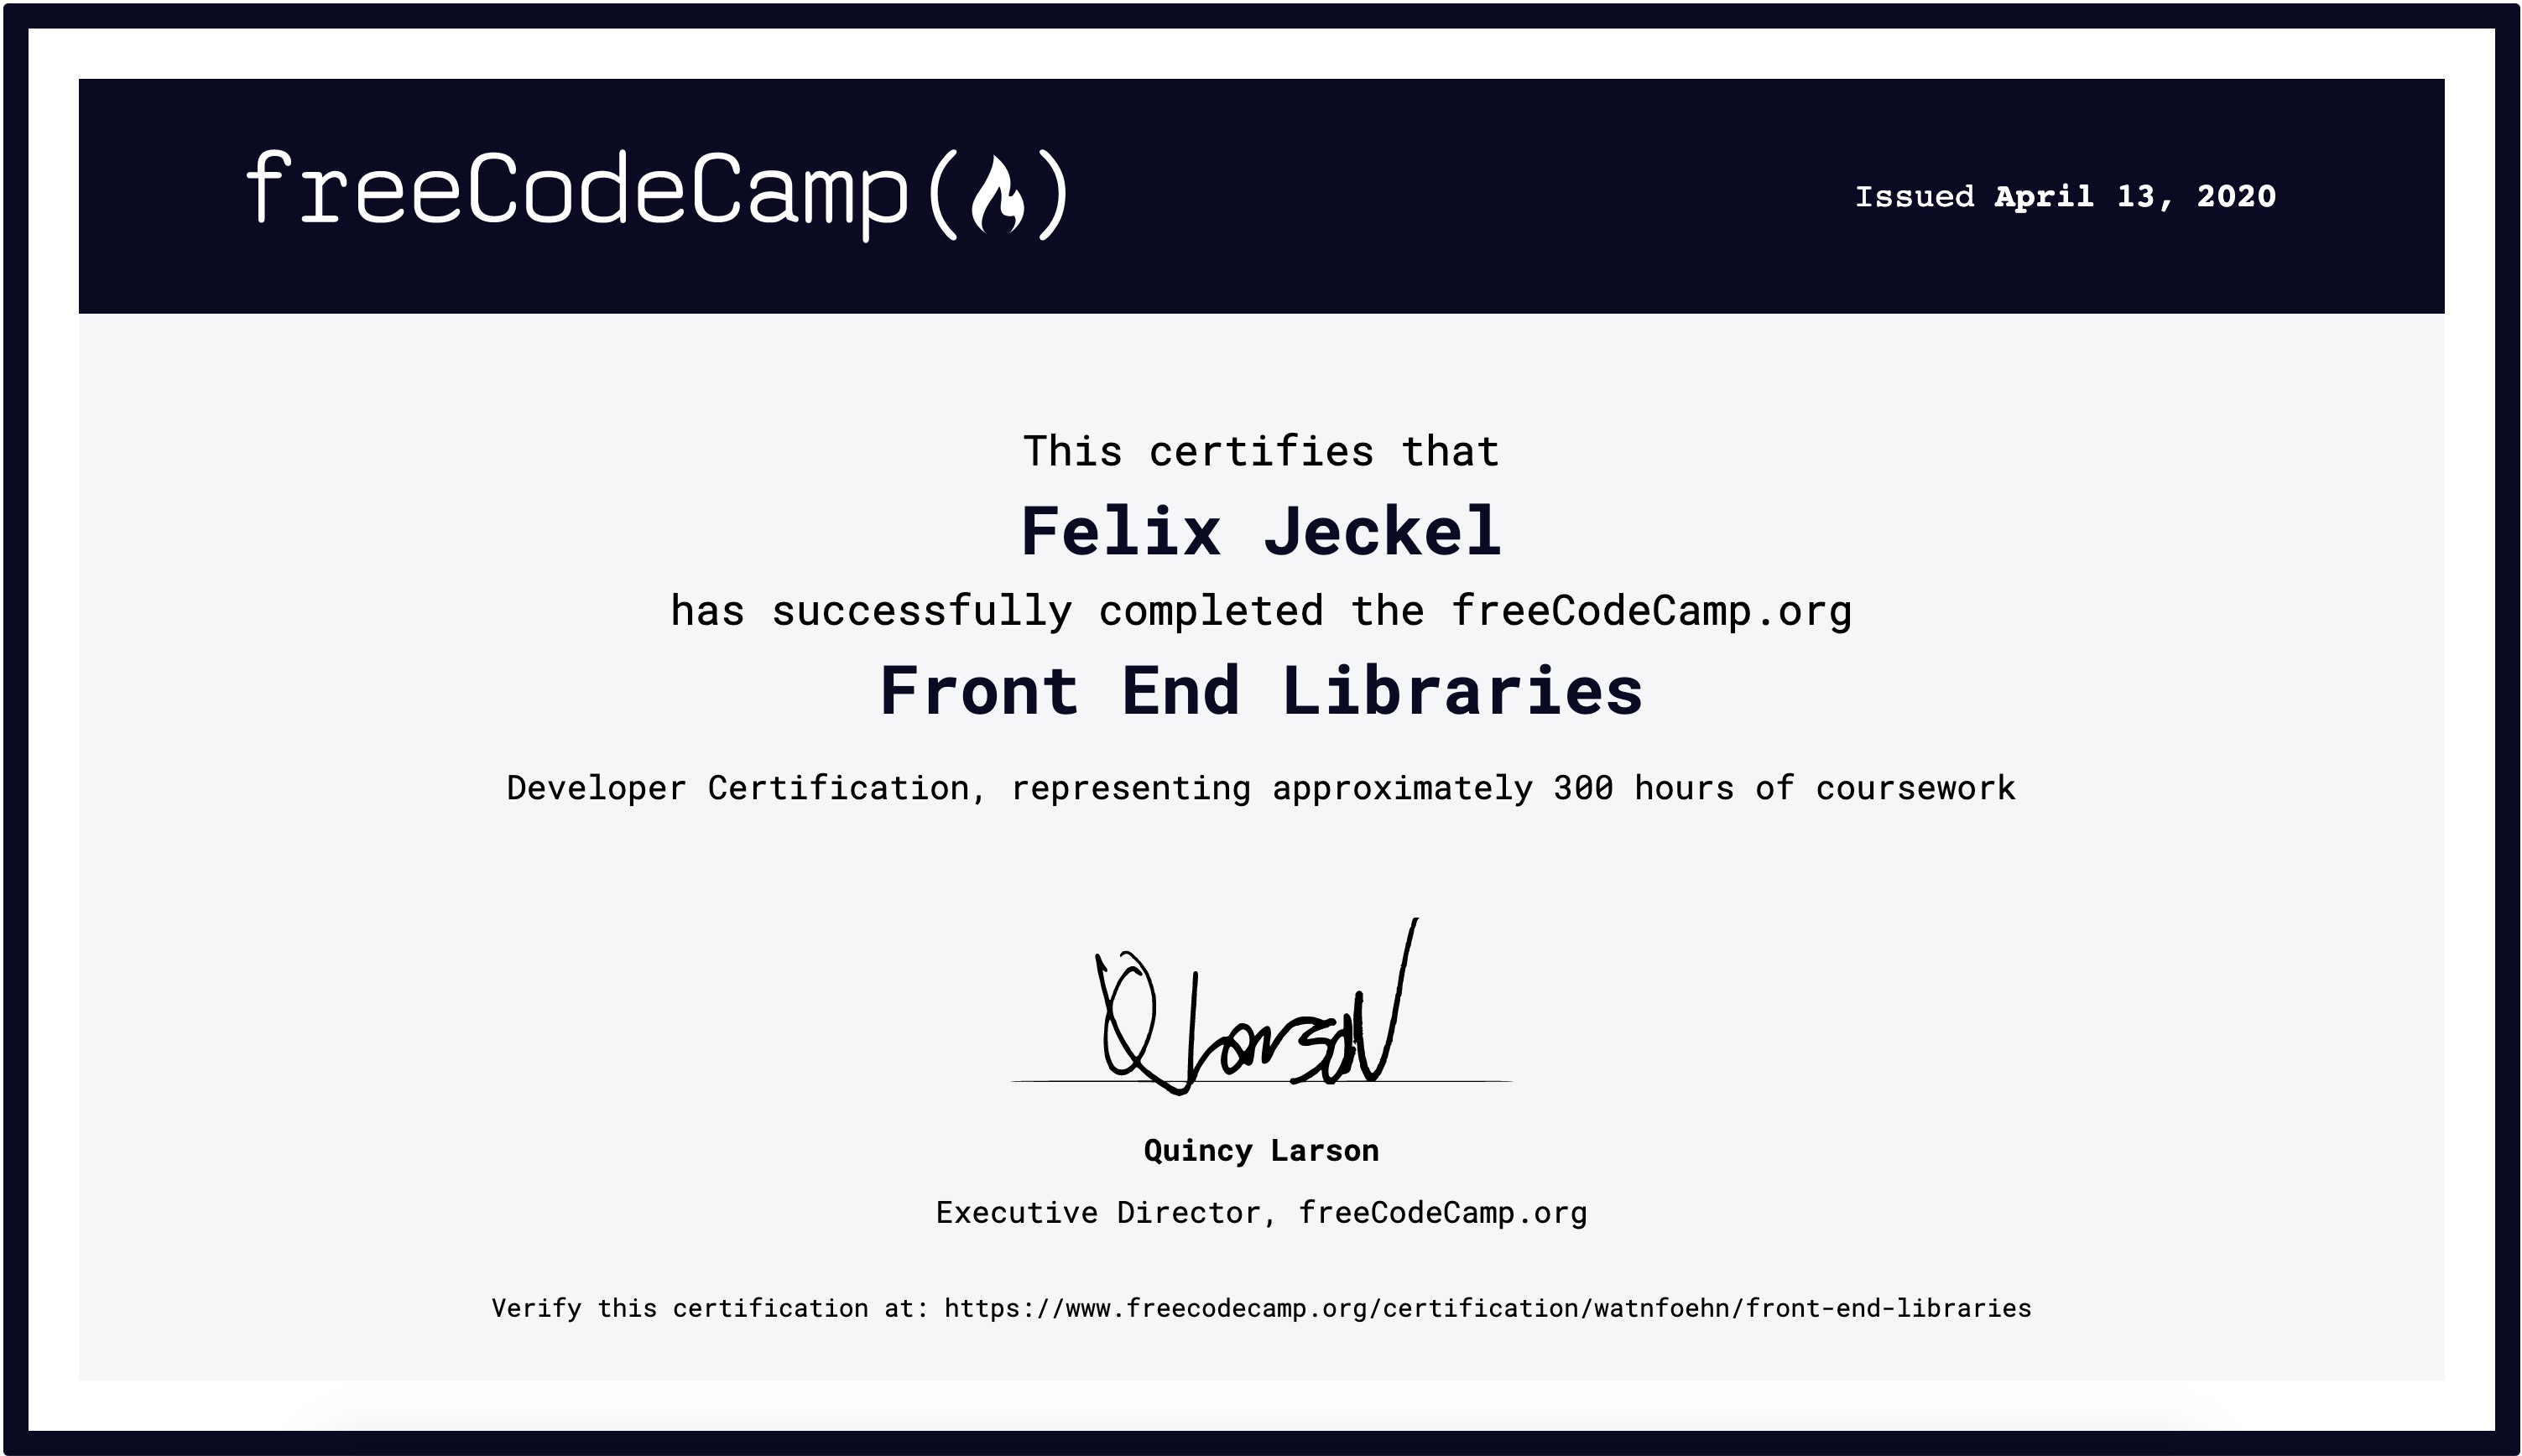 freeCodeCamp
Issued April 13, 2020
This certifies that
Felix Jeckel
has successfully completed the freeCodeCamp.org
Front End Libraries
Developer Certification, representing approximately 300 hours of coursework
Q Larson
Quincy Larson
Executive Director, freeCodeCamp.org
Verify this certification at: https://www.freecodecamp.org/certification/watnfoehn/front-end-libraries